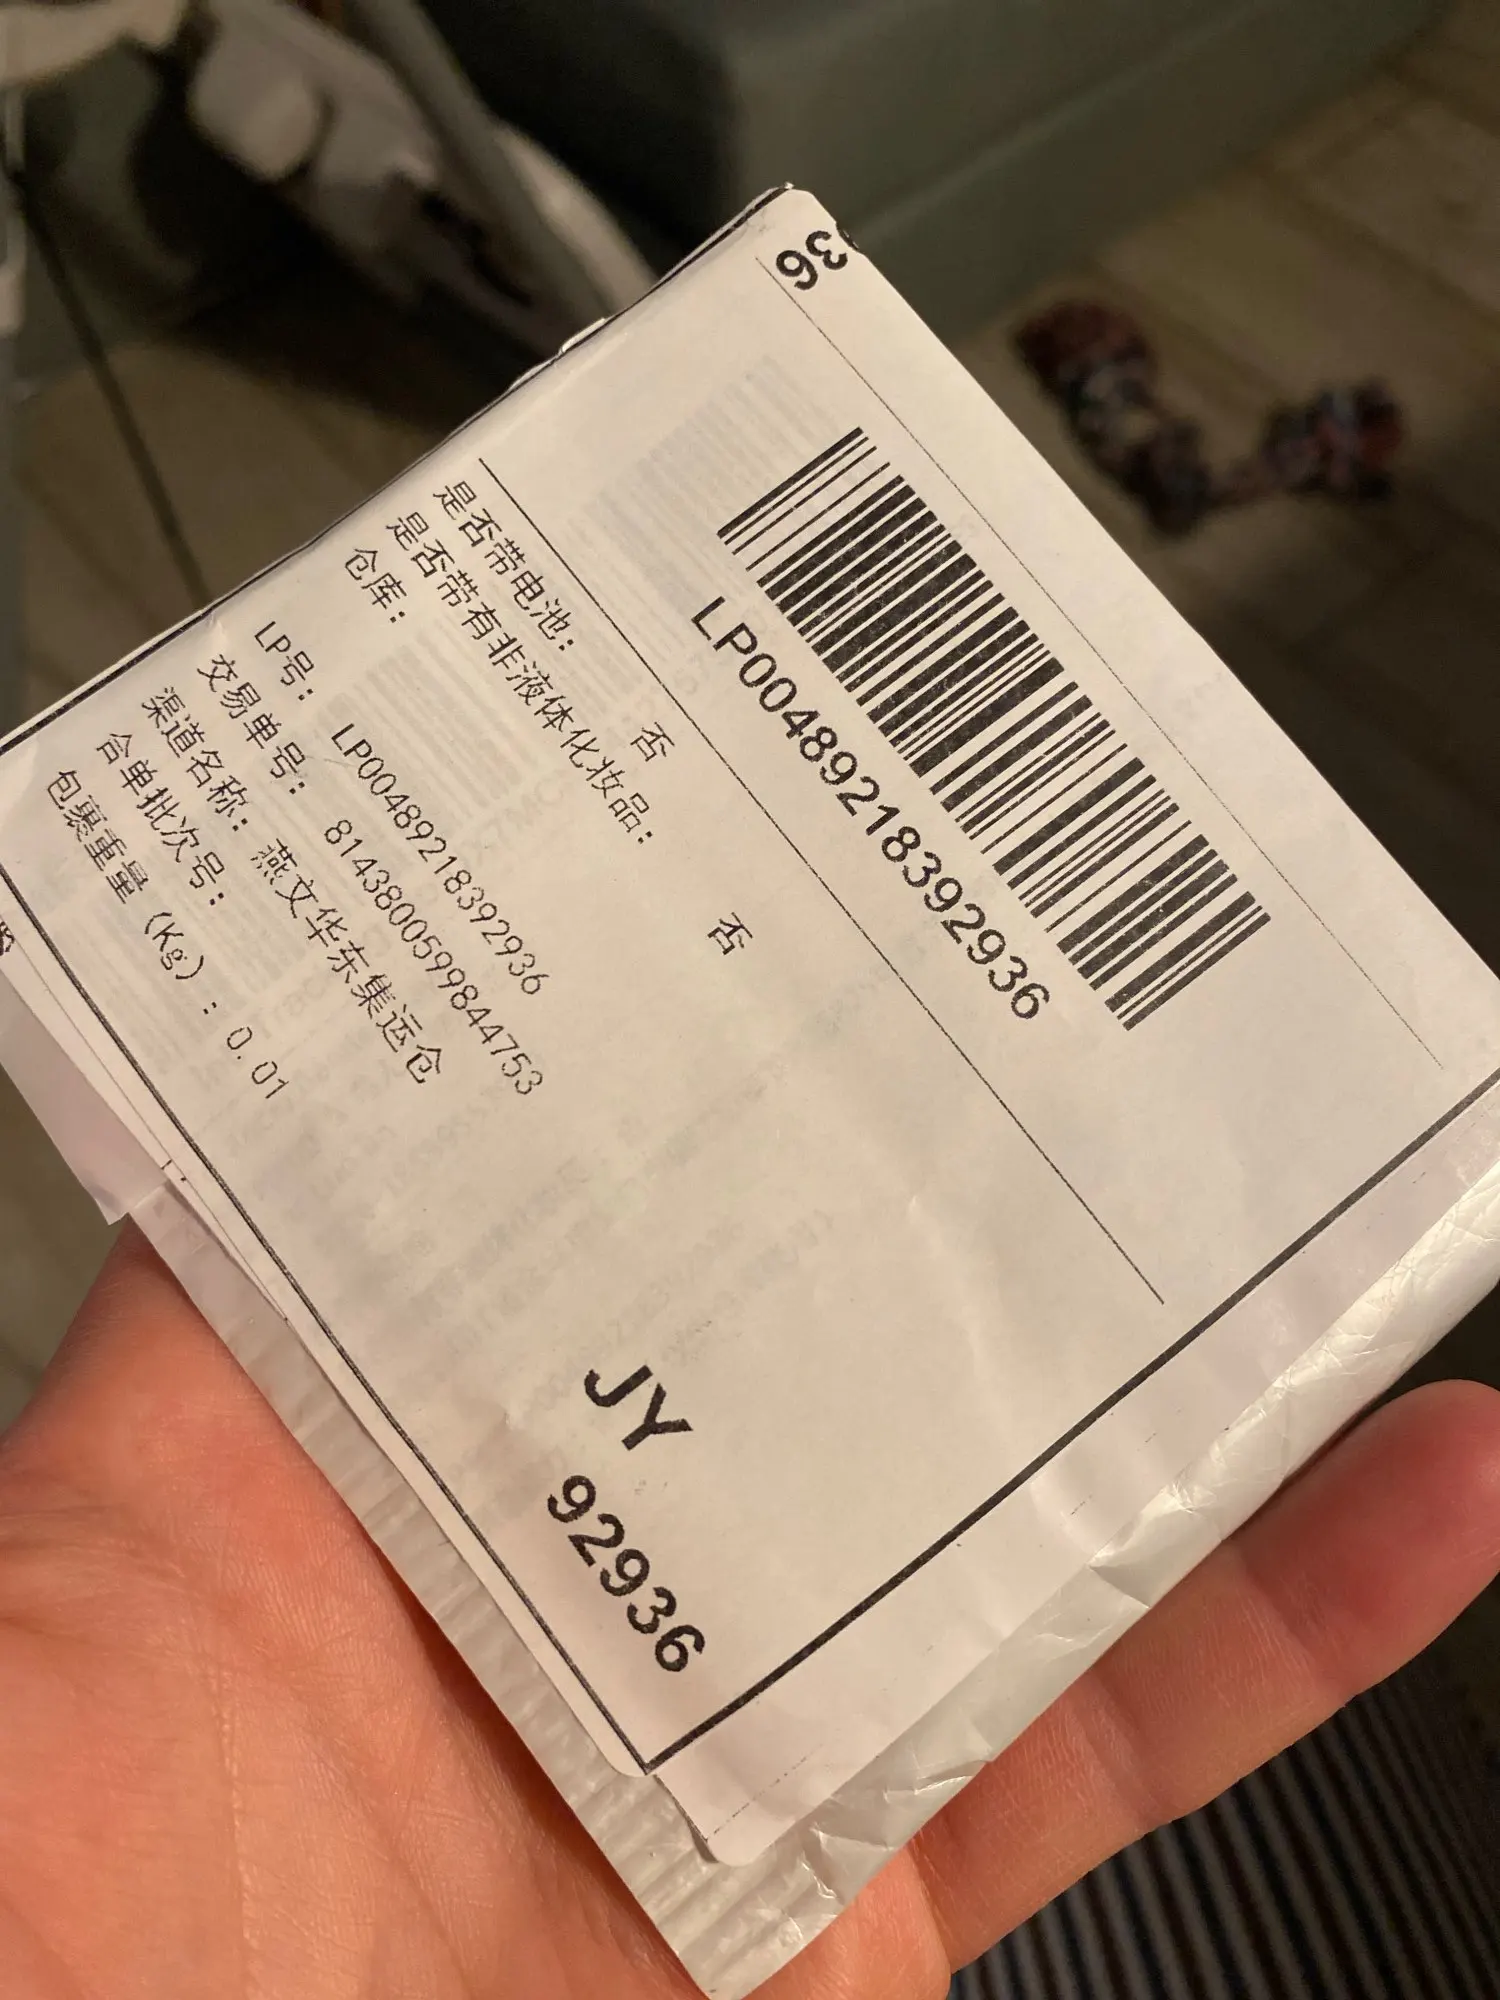 36
LP00489218392936
是否带电池： 否
是否带有非液体化妆品： 否
仓库：
LP号： LP00489218392936
交易单号： 8143800599844753
渠道名称：燕文华东集运仓
合单批次号：
包裹重量（Kg）：0.01
JY
92936